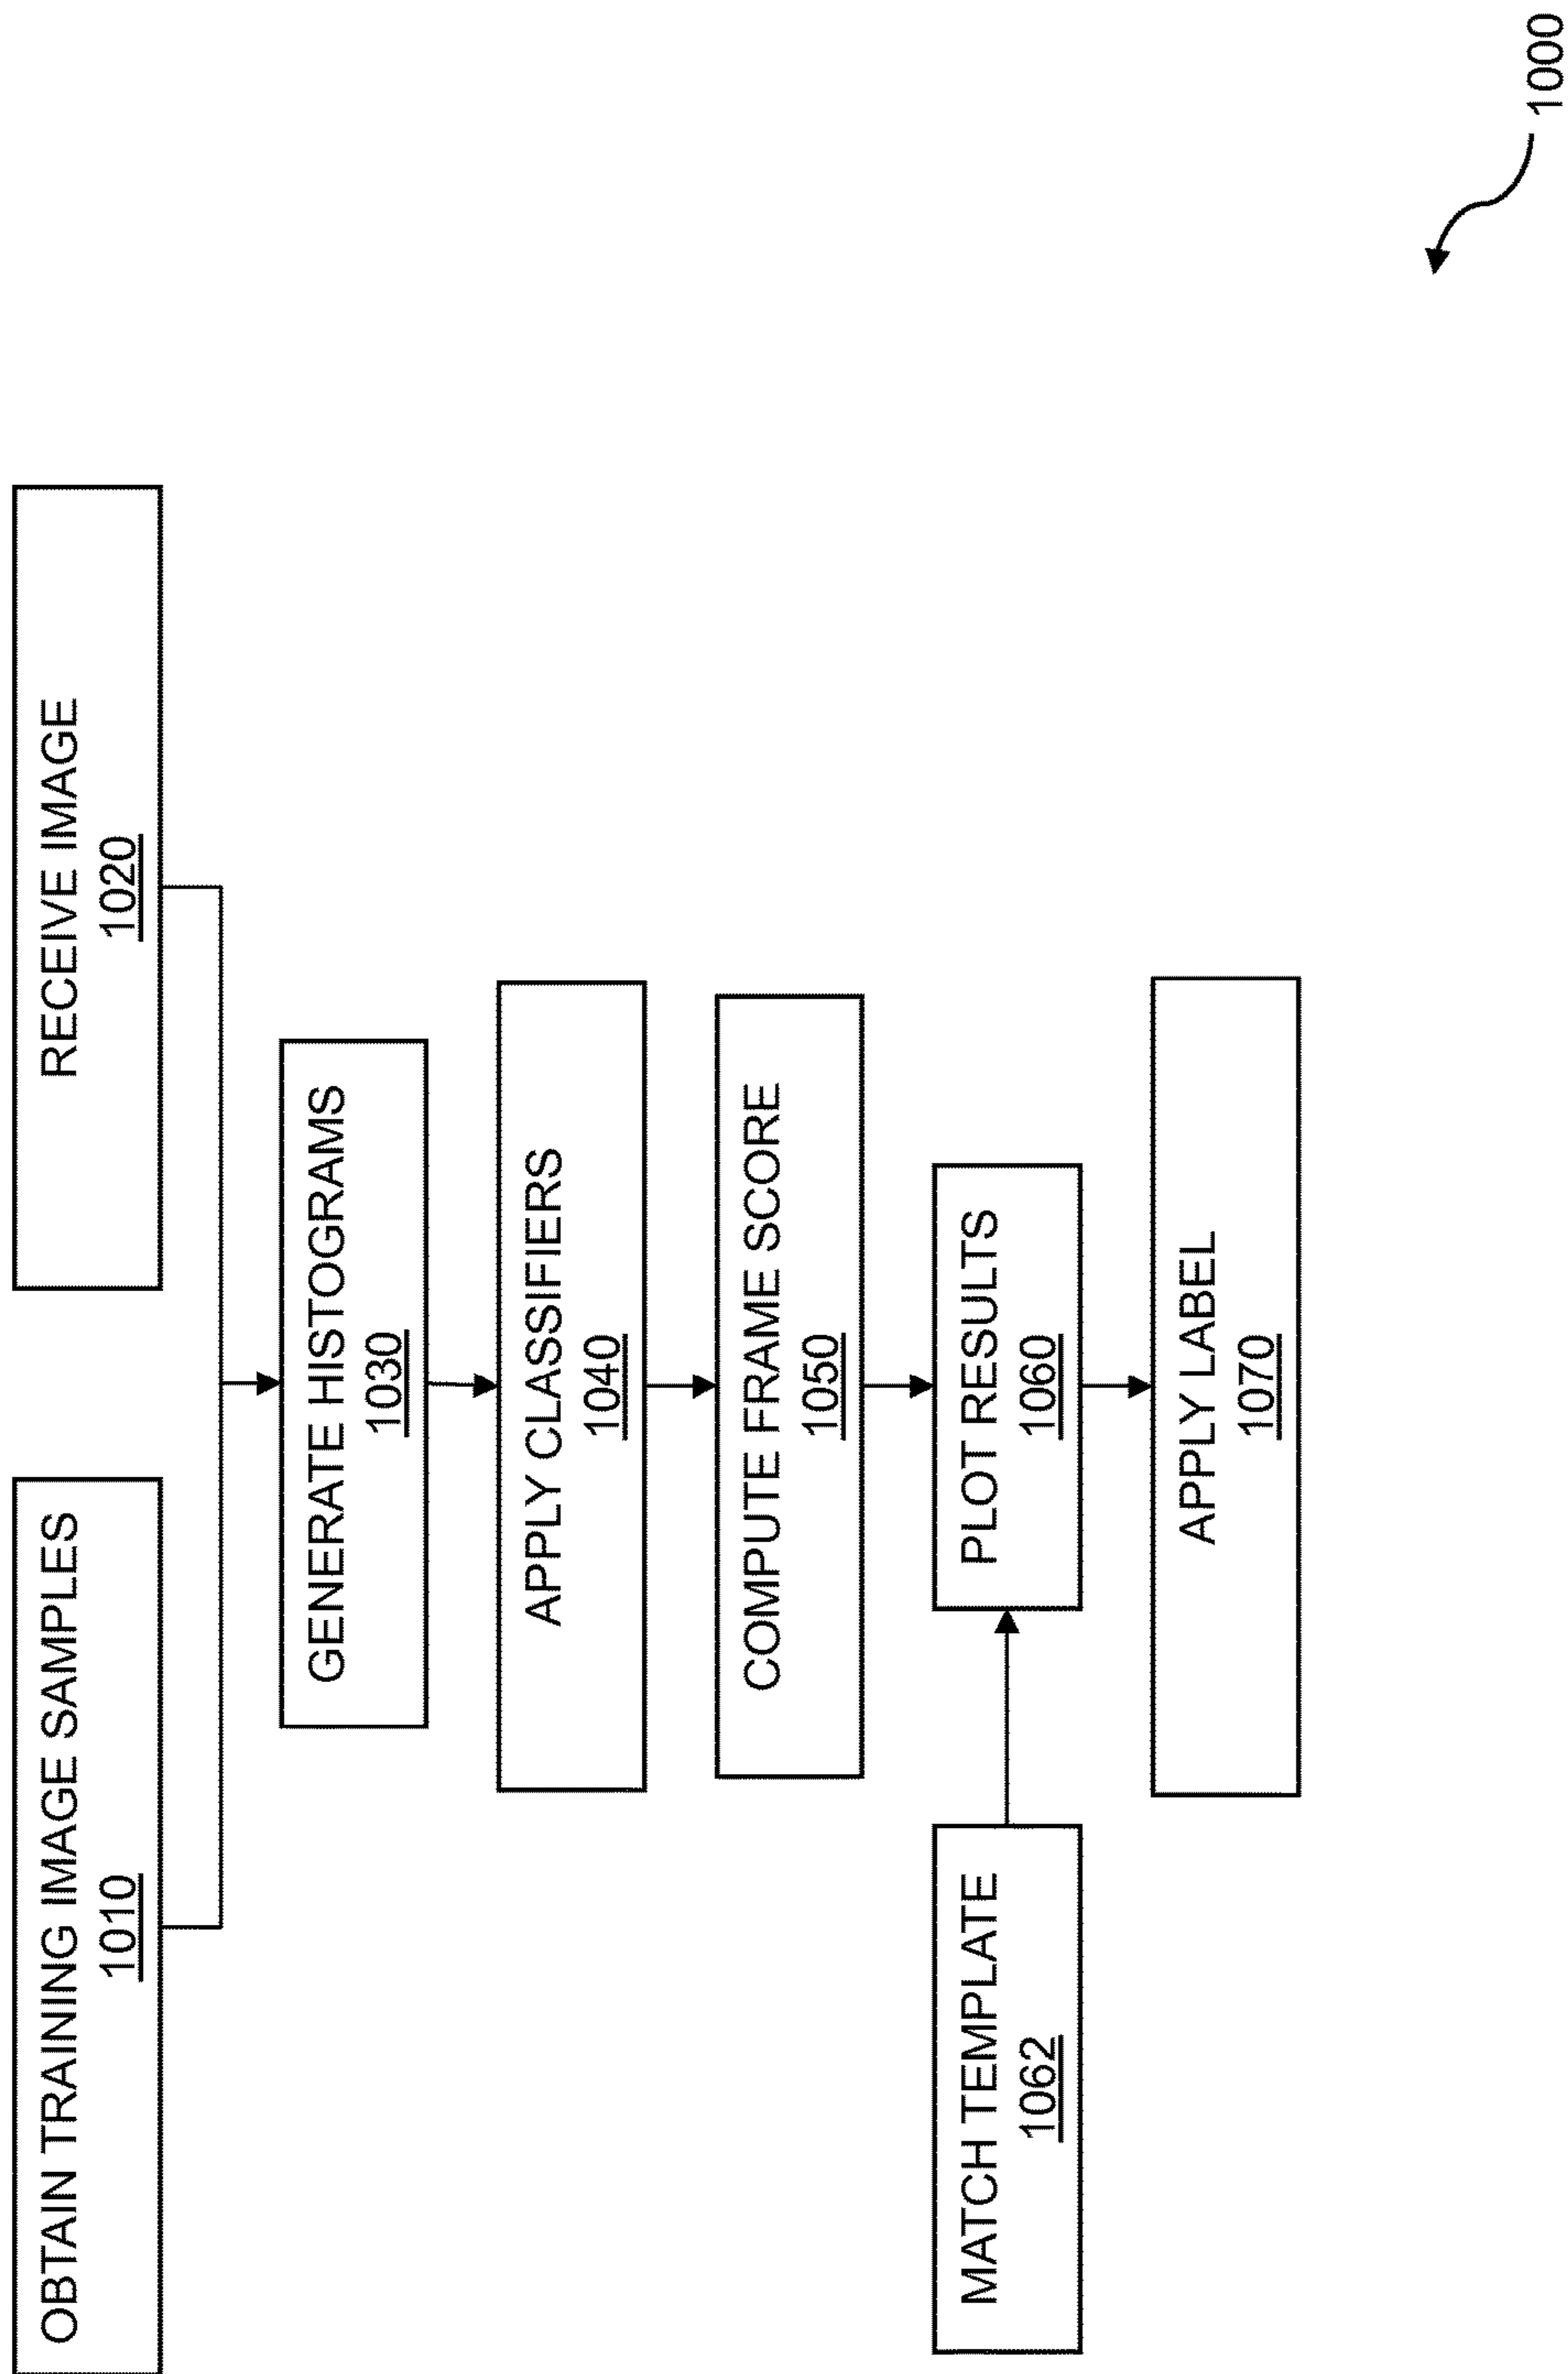 OBTAIN TRAINING IMAGE SAMPLES
1010
RECEIVE IMAGE
1020
GENERATE HISTOGRAMS
1030
APPLY CLASSIFIERS
1040
COMPUTE FRAME SCORE
1050
MATCH TEMPLATE
1062
PLOT RESULTS
1060
APPLY LABEL
1070
1000